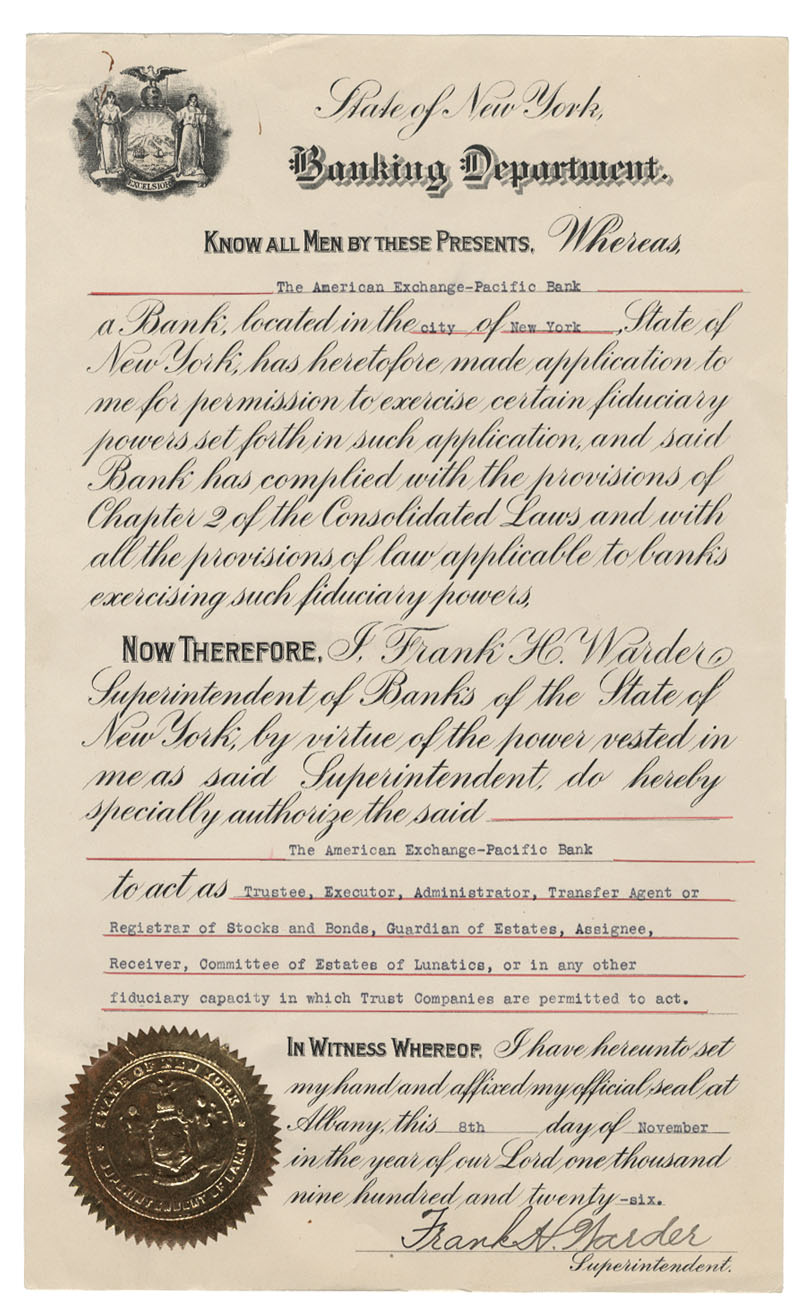 EXCELSIOR
State of New York,
Banking Department.
KNOW ALL MEN BY THESE PRESENTS, Whereas,
The American Exchange-Pacific Bank
a Bank, located in the city of New York, State of
New York, has heretofore made application to
me for permission to exercise certain fiduciary
powers set forth in such application, and said
Bank has complied with the provisions of
Chapter 2 of the Consolidated Laws and with
all the provisions of law applicable to banks
exercising such fiduciary powers,
NOW THEREFORE, I, Frank H. Warder
Superintendent of Banks of the State of
New York, by virtue of the power vested in
me as said Superintendent, do hereby
specially authorize the said
The American Exchange-Pacific Bank
to act as Trustee, Executor, Administrator, Transfer Agent or
Registrar of Stocks and Bonds, Guardian of Estates, Assignee,
Receiver, Committee of Estates of Lunatics, or in any other
fiduciary capacity in which Trust Companies are permitted to act.
IN WITNESS WHEREOF, I have hereunto set
my hand and affixed my official seal at
Albany, this 8th day of November
in the year of our Lord one thousand
nine hundred and twenty-six.
Frank H. Warder
Superintendent.
STATE OF NEW YORK
SUPERINTENDENT OF BANKS